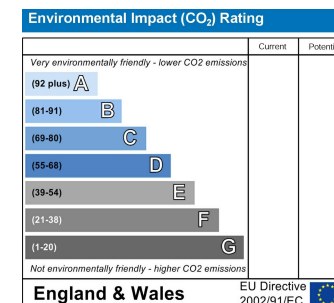 Environmental Impact (CO₂) Rating
Current Potenti
Very environmentally friendly - lower CO2 emissions
(92 plus) A
(81-91) B
(69-80) C
(55-68) D
(39-54) E
(21-38) F
(1-20) G
Not environmentally friendly - higher CO2 emissions
England & Wales
EU Directive
2002/91/EC